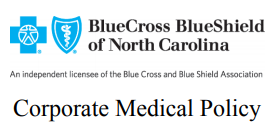 BlueCross BlueShield
of North Carolina
An independent licensee of the Blue Cross and Blue Shield Association
Corporate Medical Policy